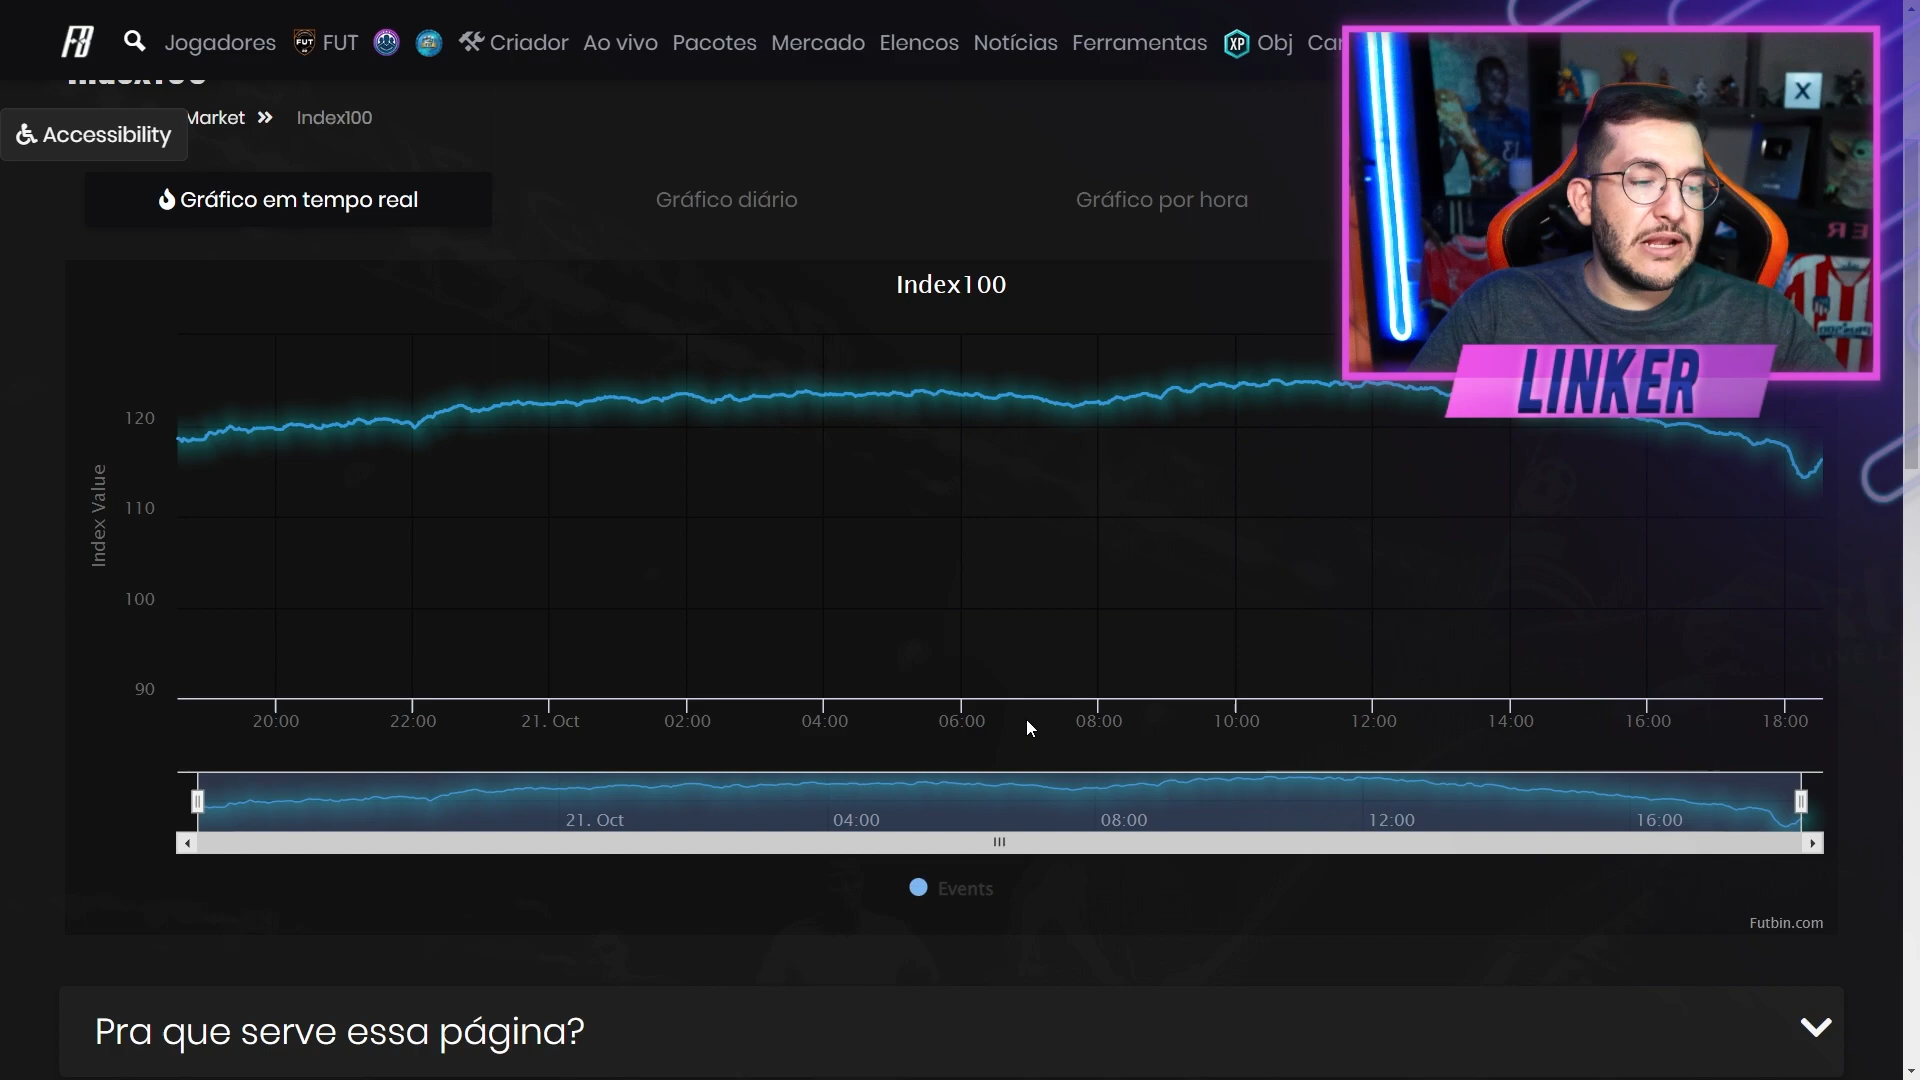 Jogadores FUT Criador Ao vivo Pacotes Mercado Elencos Notícias Ferramentas XP Obj
Index100
Market » Index100
Accessibility
Gráfico em tempo real
Gráfico diário
Gráfico por hora
X
LINKER
Index100
Index Value
120
110
100
90
20:00 22:00 21. Oct 02:00 04:00 06:00 08:00 10:00 12:00 14:00 16:00 18:00
21. Oct 04:00 08:00 12:00 16:00
Events
Futbin.com
Pra que serve essa página?